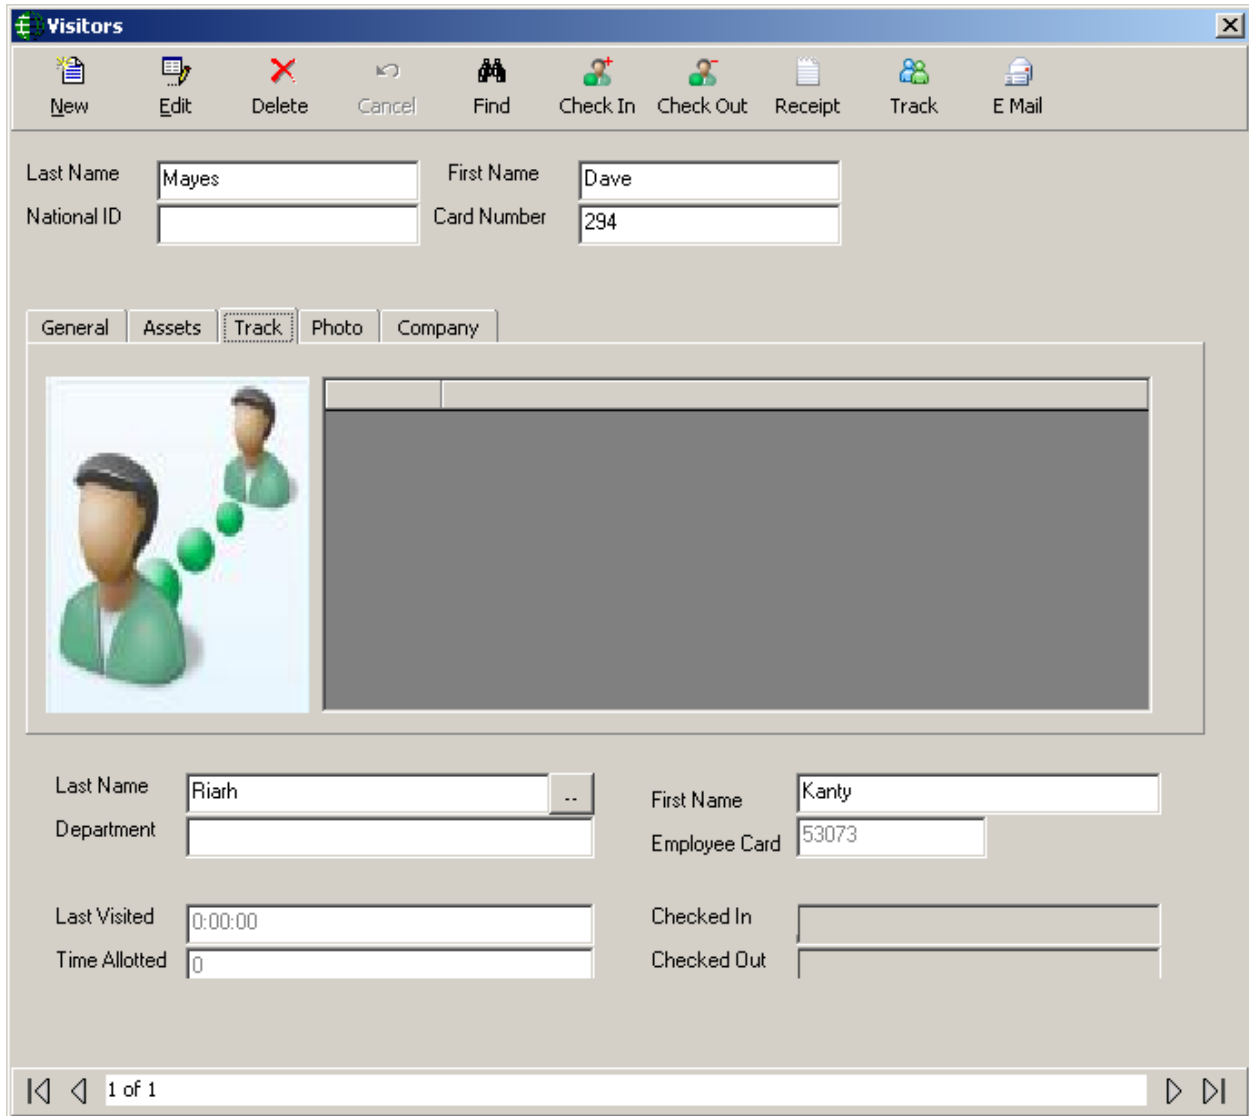 Visitors
New Edit Delete Cancel Find Check In Check Out Receipt Track E Mail
Last Name Mayes First Name Dave
National ID Card Number 294
General Assets Track Photo Company
Last Name Riarh .. First Name Kanty
Department Employee Card 53073
Last Visited 0:00:00 Checked In
Time Allotted 0 Checked Out
1 of 1